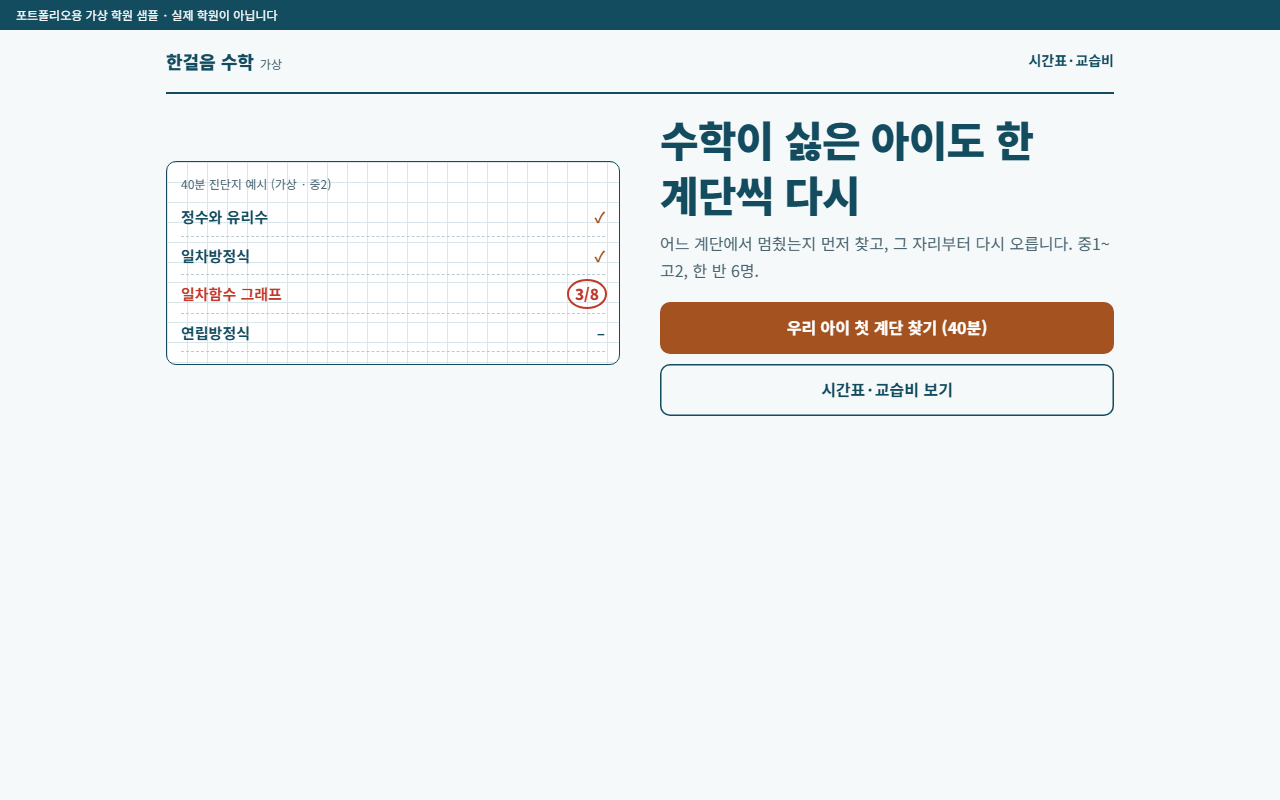 포트폴리오용 가상 학원 샘플 · 실제 학원이 아닙니다
한걸음 수학 가상
시간표·교습비
40분 진단지 예시 (가상 · 중2)
정수와 유리수 ✓
일차방정식 ✓
일차함수 그래프 3/8
연립방정식 –
수학이 싫은 아이도 한
계단씩 다시
어느 계단에서 멈췄는지 먼저 찾고, 그 자리부터 다시 오릅니다. 중1~
고2, 한 반 6명.
우리 아이 첫 계단 찾기 (40분)
시간표·교습비 보기